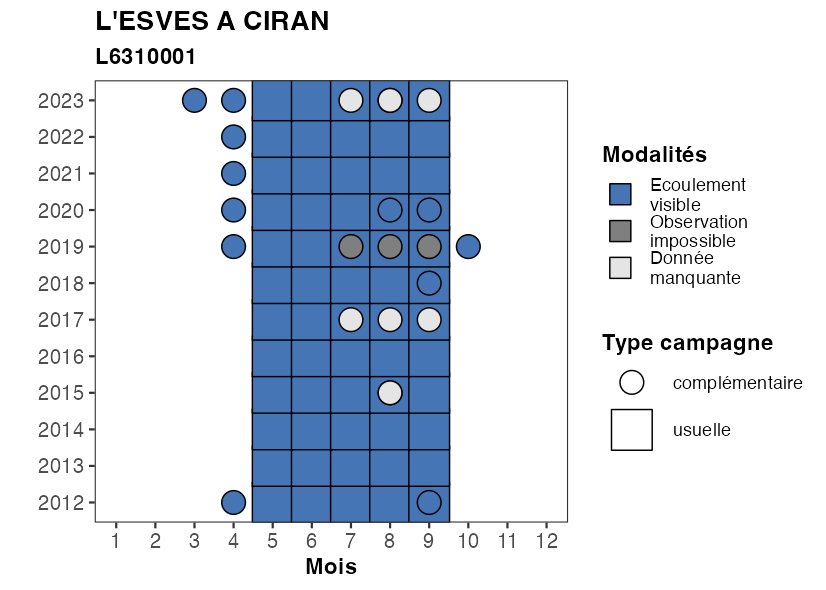 L'ESVES A CIRAN
L6310001
2023
2022
2021
2020
2019
2018
2017
2016
2015
2014
2013
2012
1 2 3 4 5 6 7 8 9 10 11 12
Mois
Modalités
Ecoulement
visible
Observation
impossible
Donnée
manquante
Type campagne
complémentaire
usuelle